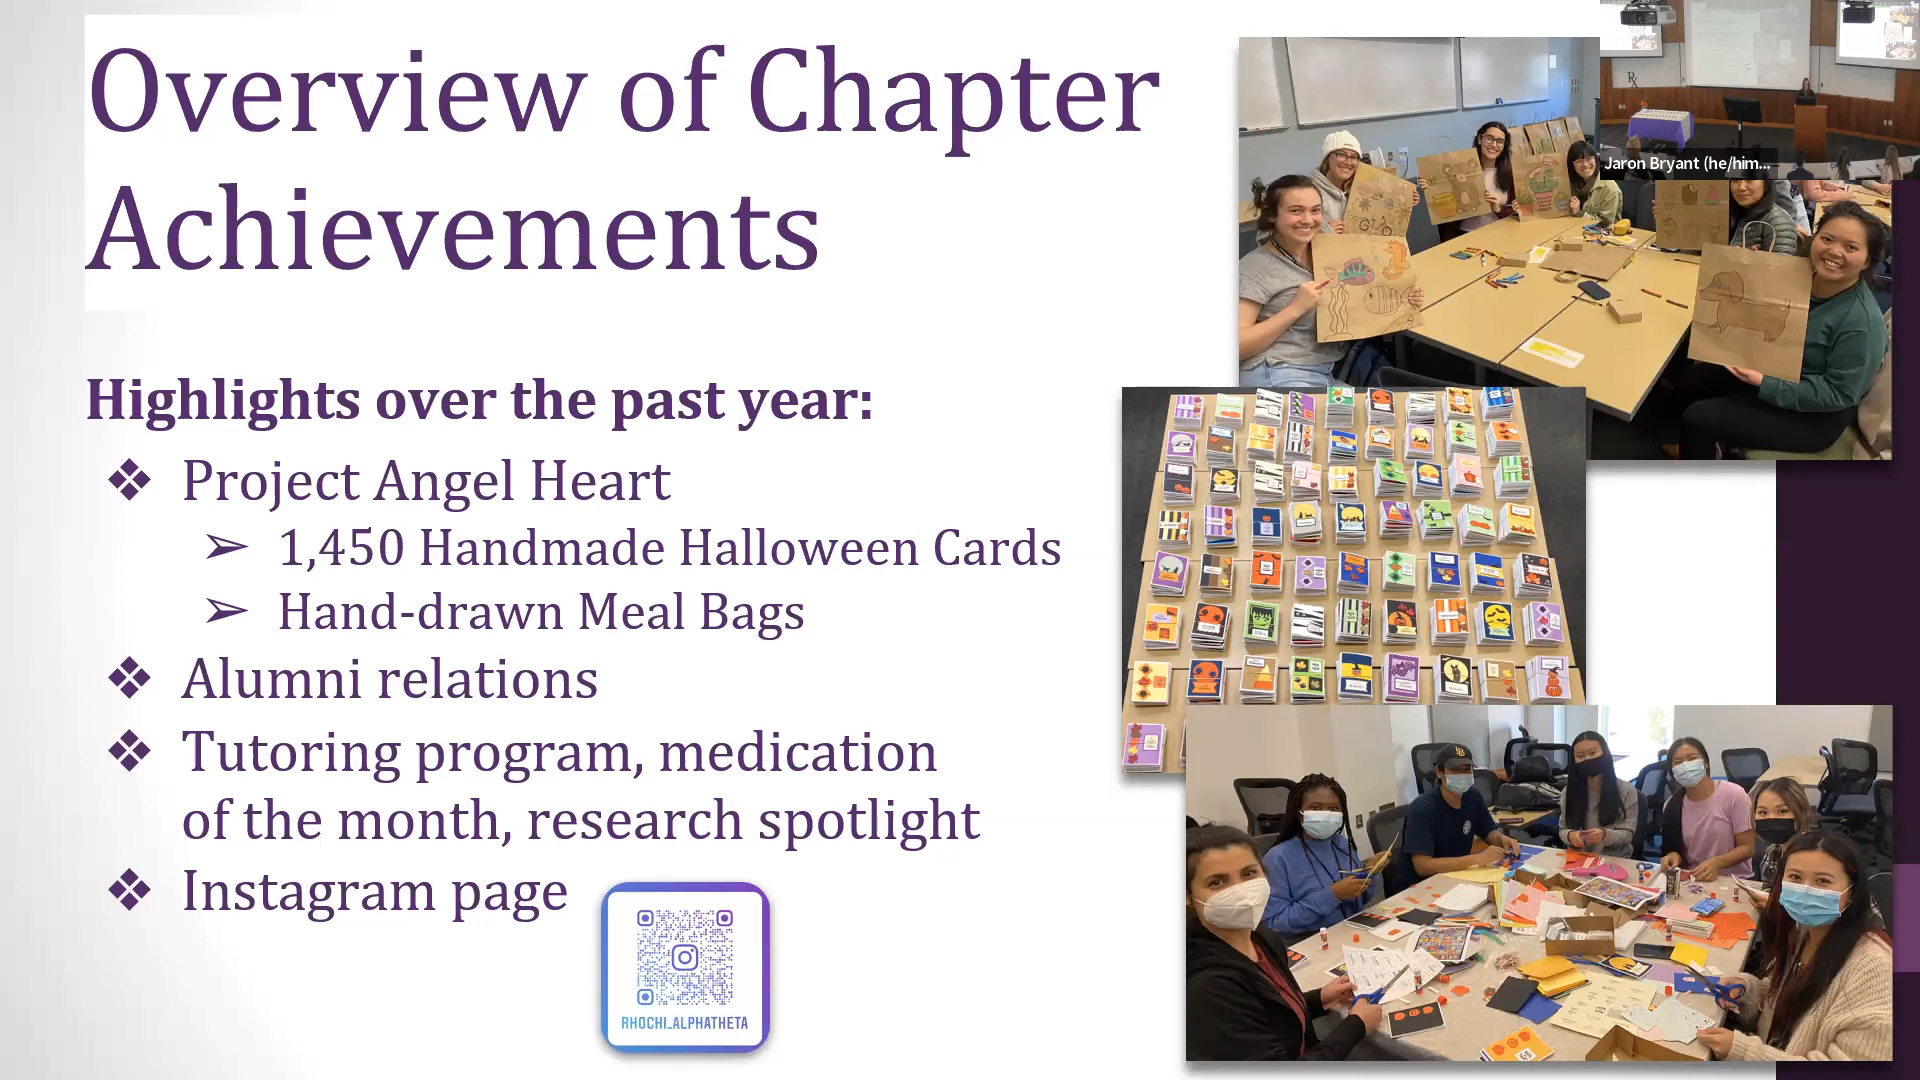 Overview of Chapter
Achievements
Highlights over the past year:
❖ Project Angel Heart
➢ 1,450 Handmade Halloween Cards
➢ Hand-drawn Meal Bags
❖ Alumni relations
❖ Tutoring program, medication
of the month, research spotlight
❖ Instagram page
RHOCHI_ALPHATHETA
Jaron Bryant (he/him...